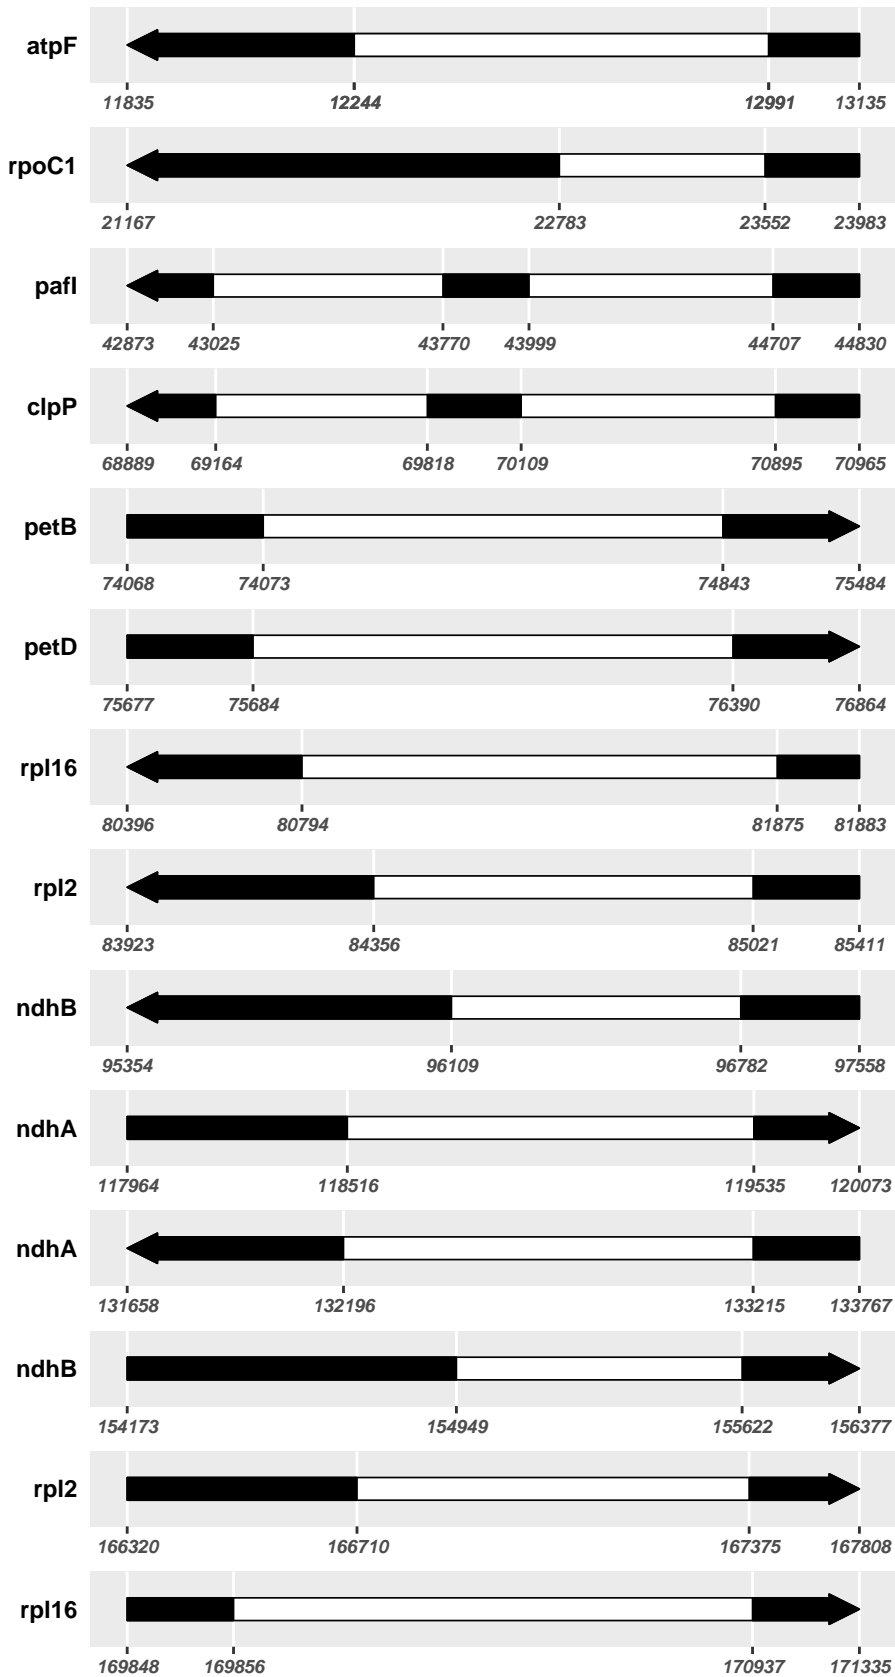 atpF
11835 12244 12991 13135
rpoC1
21167 22783 23552 23983
pafI
42873 43025 43770 43999 44707 44830
clpP
68889 69164 69818 70109 70895 70965
petB
74068 74073 74843 75484
petD
75677 75684 76390 76864
rpl16
80396 80794 81875 81883
rpl2
83923 84356 85021 85411
ndhB
95354 96109 96782 97558
ndhA
117964 118516 119535 120073
ndhA
131658 132196 133215 133767
ndhB
154173 154949 155622 156377
rpl2
166320 166710 167375 167808
rpl16
169848 169856 170937 171335